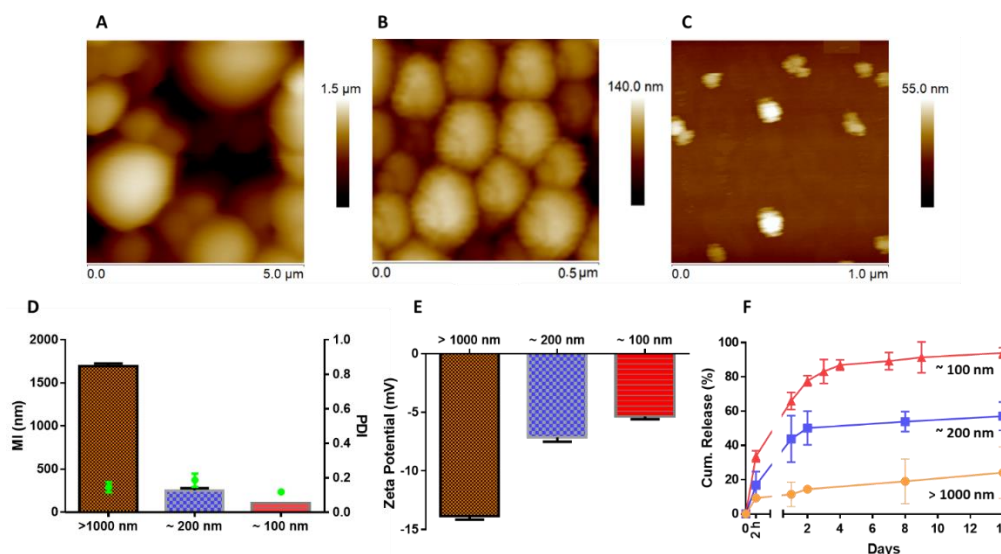 A
B
C
1.5 µm
140.0 nm
55.0 nm
0.0
5.0 µm
0.0
0.5 µm
0.0
1.0 µm
D
E
F
2000
1500
1000
500
0
MI
(nm)
1.0
0.8
0.6
0.4
0.2
0.0
PDI
>1000 nm
~ 200 nm
~ 100 nm
> 1000 nm
~ 200 nm
~ 100 nm
0
-5
-10
-15
Zeta Potential (mV)
100
80
60
40
20
0
Cum. Release (%)
~ 100 nm
~ 200 nm
> 1000 nm
0
2 h
2
4
6
8
10
12
14
Days